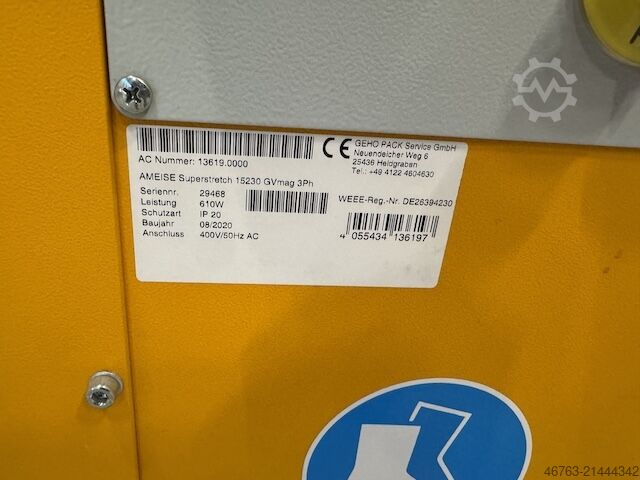 AC Nummer: 13619.0000
AMEISE Superstretch 15230 GVmag 3Ph
Seriennr. 29468
Leistung 610W
Schutzart IP 20
Baujahr 08/2020
Anschluss 400V/50Hz AC
CE
GEHO PACK Service GmbH
Neuendeicher Weg 6
25436 Heidgraben
Tel.: +49 4122 4604630
WEEE-Reg.-Nr. DE26394230
4 055434 136197
46763-21444342